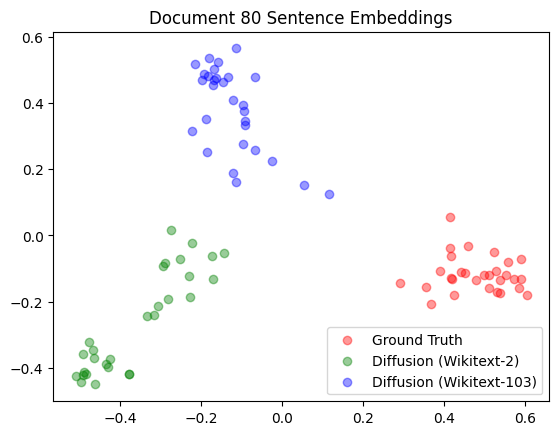 Document 80 Sentence Embeddings
0.6
0.4
0.2
0.0
−0.2
−0.4
Ground Truth
Diffusion (Wikitext-2)
Diffusion (Wikitext-103)
−0.4 −0.2 0.0 0.2 0.4 0.6